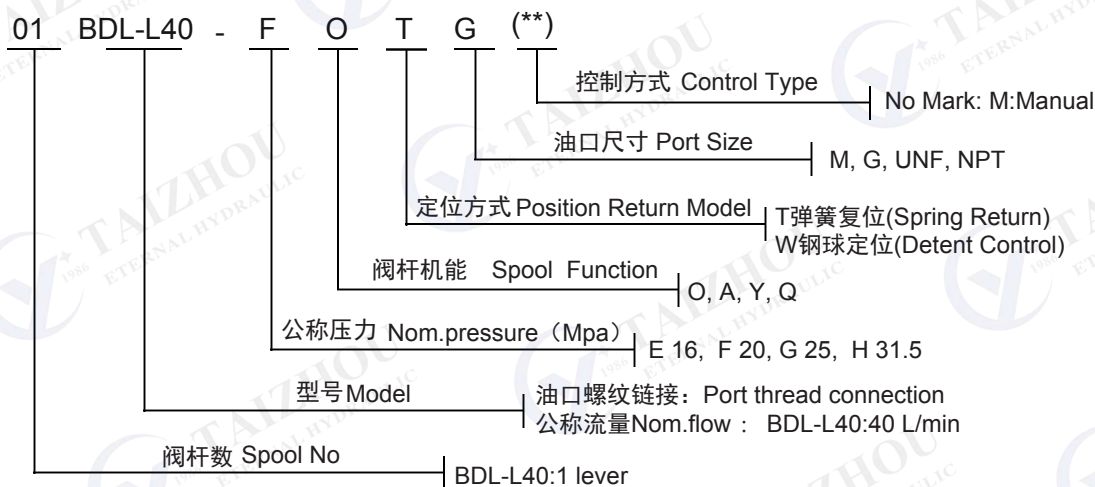 01 BDL-L40 - F O T G (**)
控制方式 Control Type
No Mark: M:Manual
油口尺寸 Port Size
M, G, UNF, NPT
定位方式 Position Return Model
T弹簧复位(Spring Return)
W钢球定位(Detent Control)
阀杆机能 Spool Function
O, A, Y, Q
公称压力 Nom.pressure（Mpa）
E 16, F 20, G 25, H 31.5
型号Model
油口螺纹链接：Port thread connection
公称流量Nom.flow ： BDL-L40:40 L/min
阀杆数 Spool No
BDL-L40:1 lever
TAIZHOU
ETERNAL HYDRAULIC
1986